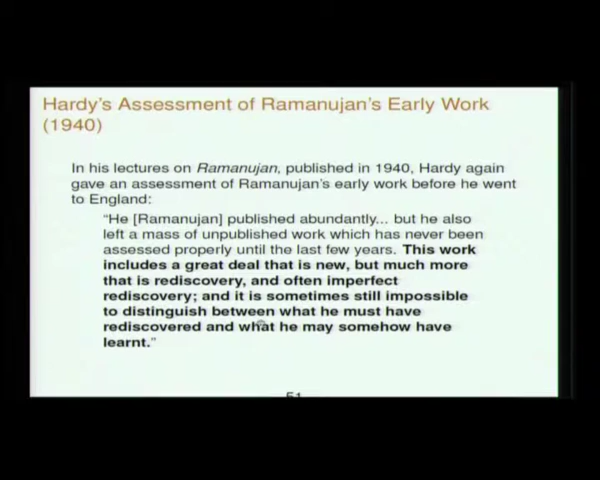 Hardy's Assessment of Ramanujan's Early Work
(1940)
In his lectures on Ramanujan, published in 1940, Hardy again
gave an assessment of Ramanujan's early work before he went
to England:
"He [Ramanujan] published abundantly... but he also
left a mass of unpublished work which has never been
assessed properly until the last few years. This work
includes a great deal that is new, but much more
that is rediscovery, and often imperfect
rediscovery; and it is sometimes still impossible
to distinguish between what he must have
rediscovered and what he may somehow have
learnt."